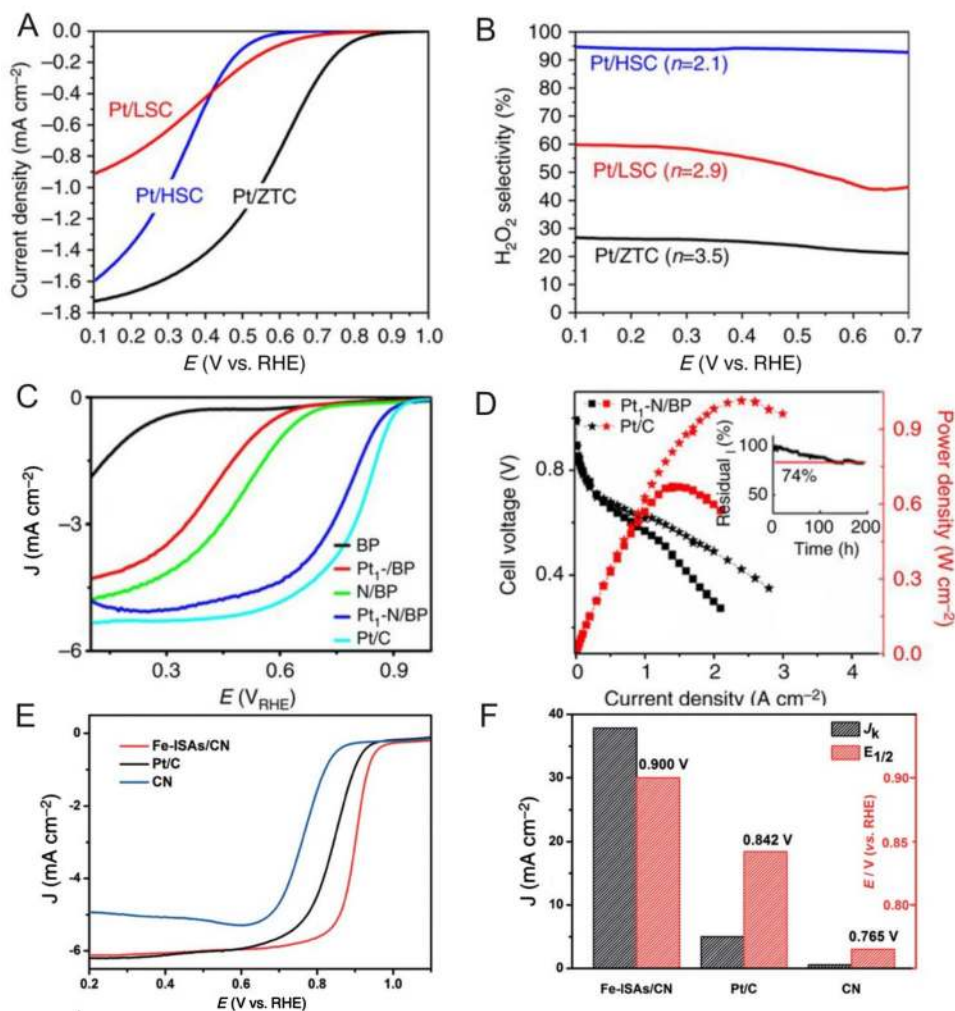 A
Current density (mA cm⁻²)
0.0
−0.2
−0.4
−0.6
−0.8
−1.0
−1.2
−1.4
−1.6
−1.8
Pt/LSC
Pt/HSC
Pt/ZTC
0.1 0.2 0.3 0.4 0.5 0.6 0.7 0.8 0.9 1.0
E (V vs. RHE)
B
H₂O₂ selectivity (%)
100
90
80
70
60
50
40
30
20
10
0
Pt/HSC (n=2.1)
Pt/LSC (n=2.9)
Pt/ZTC (n=3.5)
0.1 0.2 0.3 0.4 0.5 0.6 0.7
E (V vs. RHE)
C
J (mA cm⁻²)
0
−3
−6
BP
Pt₁-/BP
N/BP
Pt₁-N/BP
Pt/C
0.3 0.6 0.9
E (V_RHE)
D
Cell voltage (V)
0.8
0.4
Pt₁-N/BP
Pt/C
Residual I (%)
100
50
74%
0 100 200
Time (h)
0 1 2 3 4
Current density (A cm⁻²)
0.9
0.6
0.3
0.0
Power density (W cm⁻²)
E
J (mA cm⁻²)
0
−2
−4
−6
Fe-ISAs/CN
Pt/C
CN
0.2 0.4 0.6 0.8 1.0
E (V vs. RHE)
F
J (mA cm⁻²)
40
30
20
10
0
Jₖ
E₁/₂
0.900 V
0.842 V
0.765 V
Fe-ISAs/CN Pt/C CN
0.90
0.85
0.80
E / V (vs. RHE)